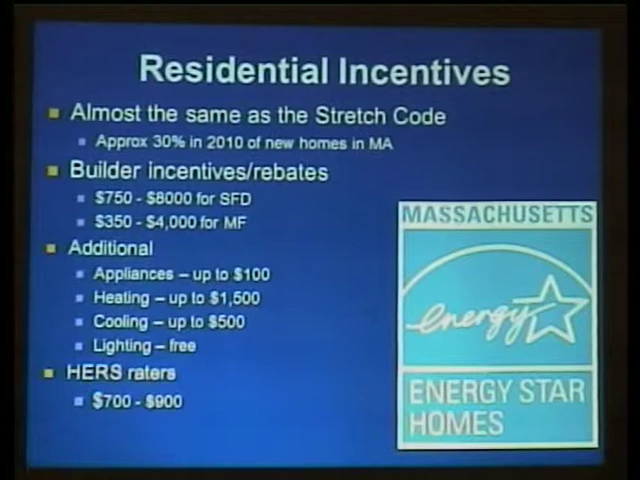 Residential Incentives
Almost the same as the Stretch Code
Approx 30% in 2010 of new homes in MA
Builder incentives/rebates
$750 - $8000 for SFD
$350 - $4,000 for MF
Additional
Appliances – up to $100
Heating – up to $1,500
Cooling – up to $500
Lighting – free
HERS raters
$700 - $900
MASSACHUSETTS
energy
ENERGY STAR
HOMES